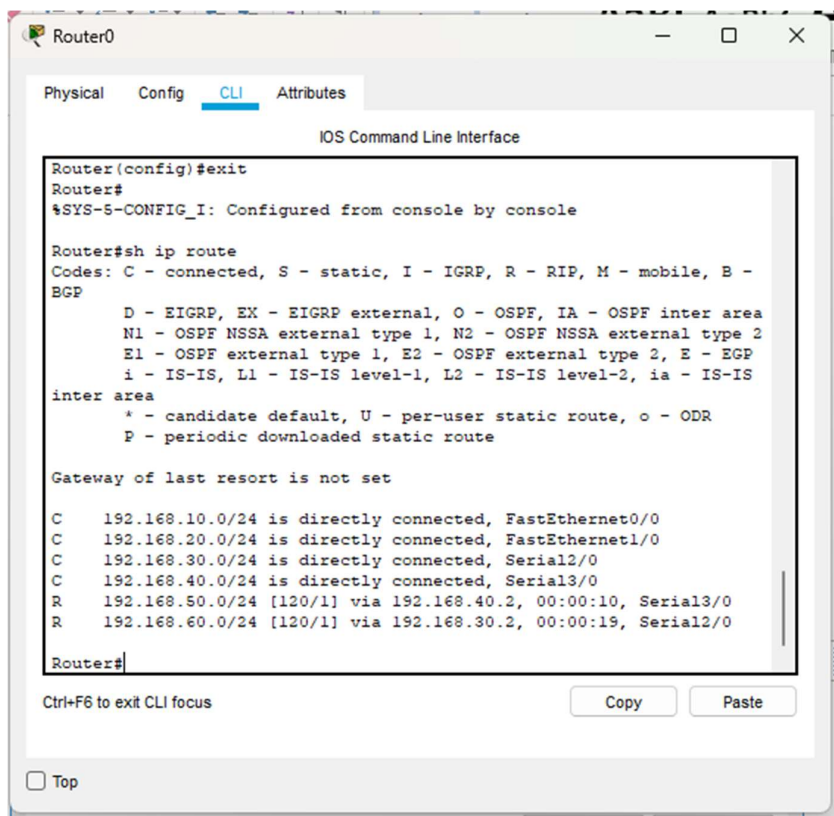 Router0
Physical Config CLI Attributes
IOS Command Line Interface
Router(config)#exit
Router#
%SYS-5-CONFIG_I: Configured from console by console
Router#sh ip route
Codes: C - connected, S - static, I - IGRP, R - RIP, M - mobile, B -
BGP
D - EIGRP, EX - EIGRP external, O - OSPF, IA - OSPF inter area
N1 - OSPF NSSA external type 1, N2 - OSPF NSSA external type 2
E1 - OSPF external type 1, E2 - OSPF external type 2, E - EGP
i - IS-IS, L1 - IS-IS level-1, L2 - IS-IS level-2, ia - IS-IS
inter area
* - candidate default, U - per-user static route, o - ODR
P - periodic downloaded static route
Gateway of last resort is not set
C 192.168.10.0/24 is directly connected, FastEthernet0/0
C 192.168.20.0/24 is directly connected, FastEthernet1/0
C 192.168.30.0/24 is directly connected, Serial2/0
C 192.168.40.0/24 is directly connected, Serial3/0
R 192.168.50.0/24 [120/1] via 192.168.40.2, 00:00:10, Serial3/0
R 192.168.60.0/24 [120/1] via 192.168.30.2, 00:00:19, Serial2/0
Router#
Ctrl+F6 to exit CLI focus
Copy Paste
Top